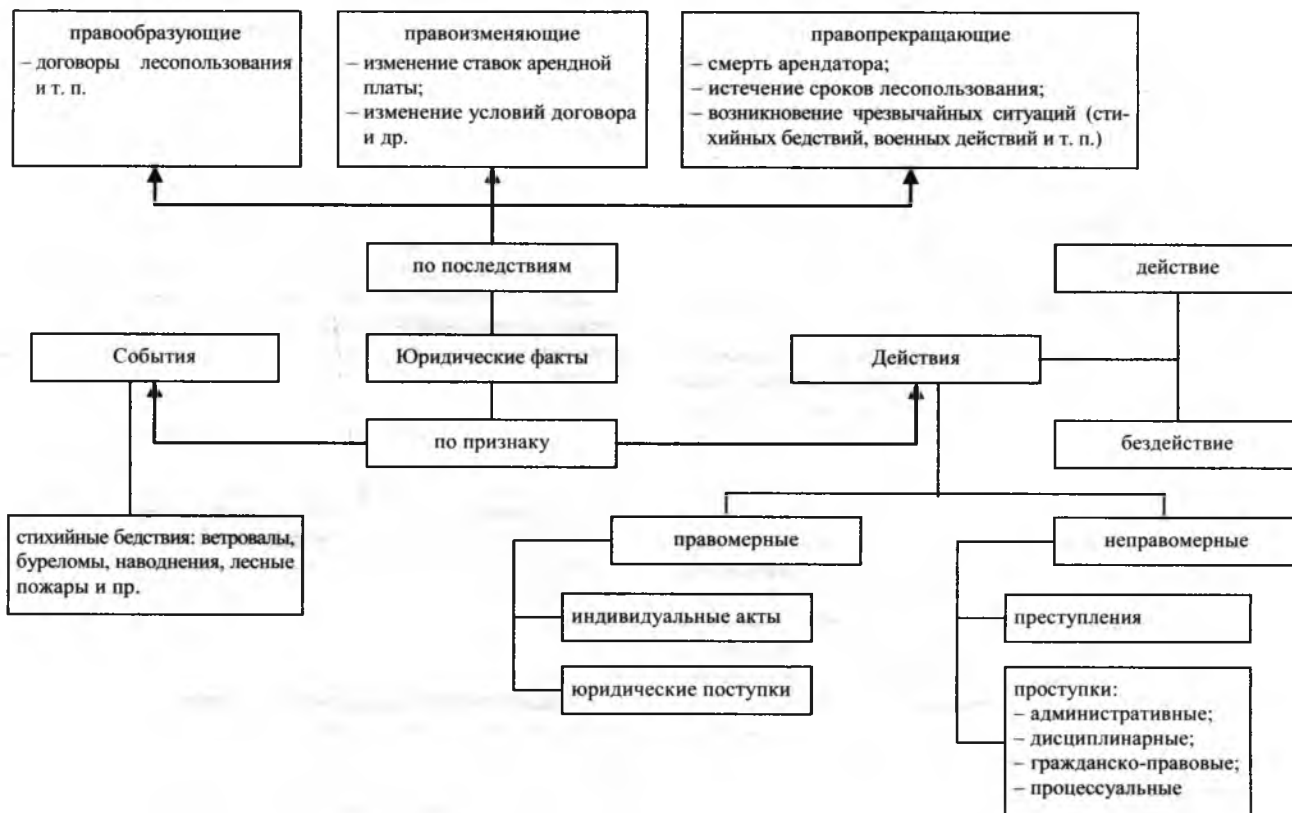 правообразующие
– договоры лесопользования
и т. п.
правоизменяющие
– изменение ставок арендной
платы;
– изменение условий договора
и др.
правопрекращающие
– смерть арендатора;
– истечение сроков лесопользования;
– возникновение чрезвычайных ситуаций (сти-
хийных бедствий, военных действий и т. п.)
по последствиям
действие
События
Юридические факты
Действия
по признаку
бездействие
стихийные бедствия: ветровалы,
буреломы, наводнения, лесные
пожары и пр.
правомерные
неправомерные
индивидуальные акты
преступления
юридические поступки
проступки:
– административные;
– дисциплинарные;
– гражданско-правовые;
– процессуальные